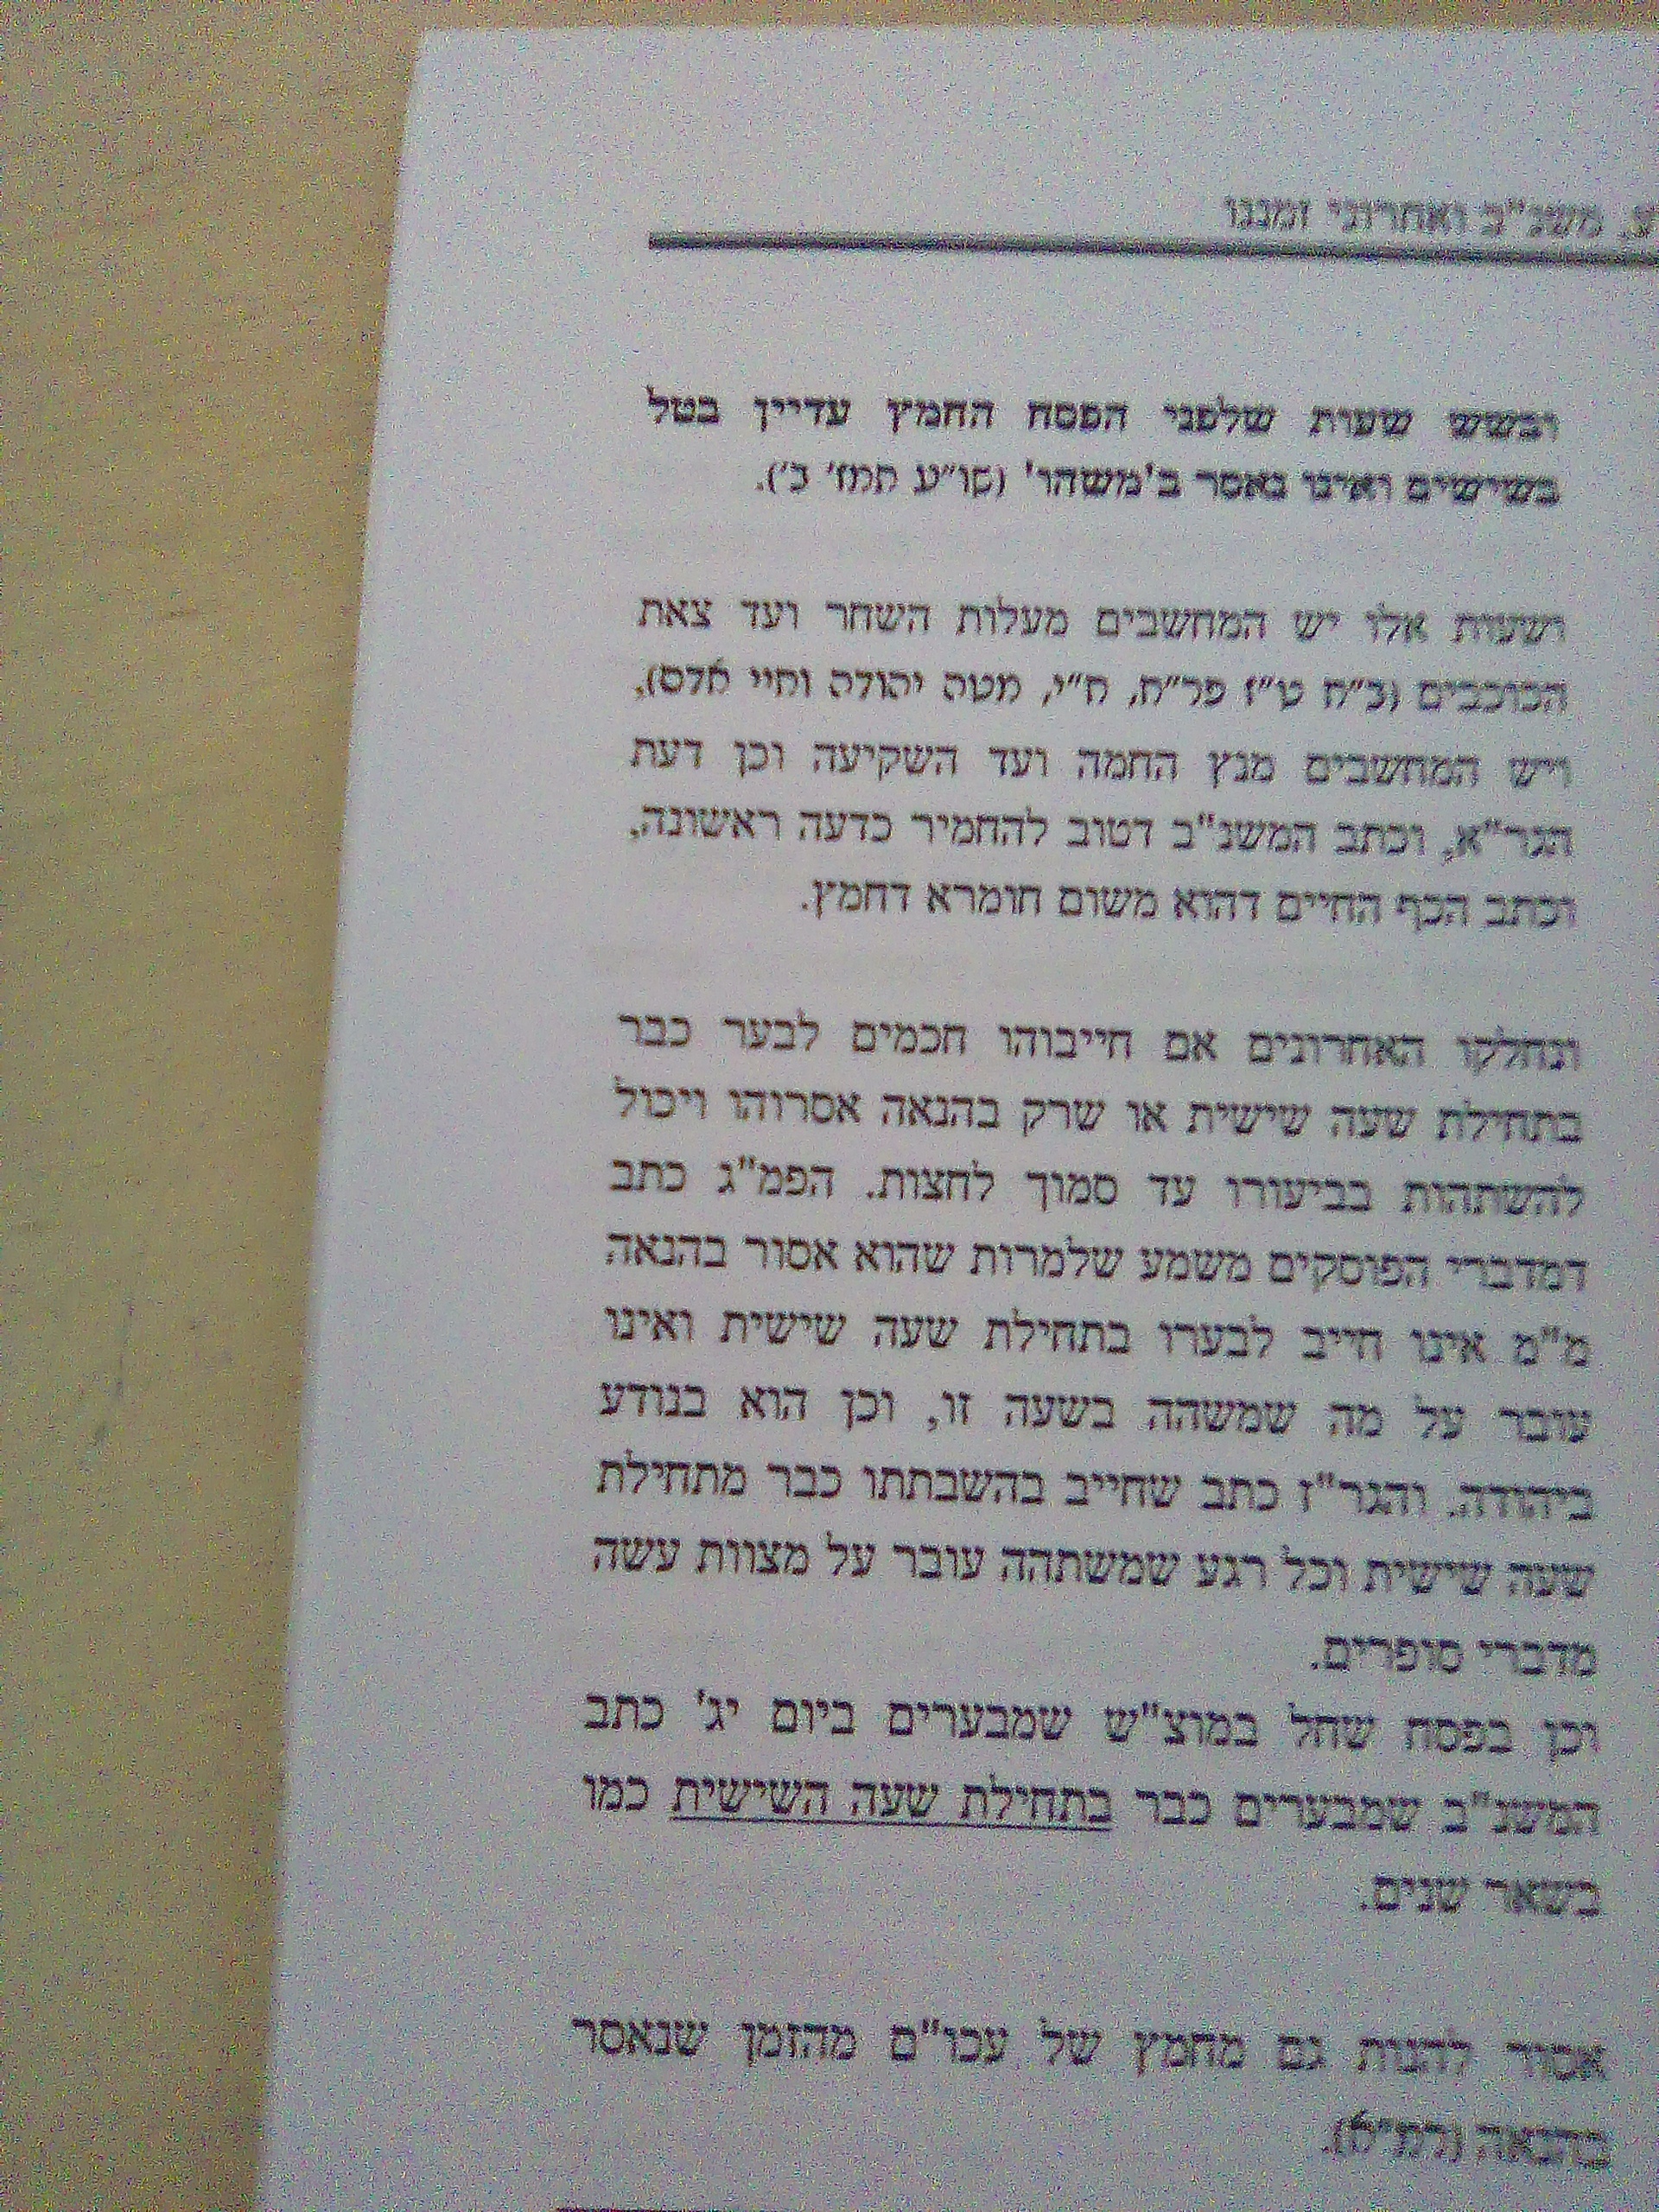 משנ"ב ואחרוני זמננו
ובשש שעות שלפני הפסח החמץ עדיין בטל
בשישים ואינו נאסר ב'משהו' (שו"ע תמז' ב').
ושעות אלו יש המחשבים מעלות השחר ועד צאת
הכוכבים (ב"ח ט"ז פר"ח, ח"י, מטה יהודה וחיי אדם),
ויש המחשבים מנץ החמה ועד השקיעה וכן דעת
הגר"א, וכתב המשנ"ב דטוב להחמיר כדעה ראשונה,
וכתב הכף החיים דהוא משום חומרא דחמץ.
ונחלקו האחרונים אם חייבוהו חכמים לבער כבר
בתחילת שעה שישית או שרק בהנאה אסרוהו ויכול
להשתהות בביעורו עד סמוך לחצות. הפמ"ג כתב
דמדברי הפוסקים משמע שלמרות שהוא אסור בהנאה
מ"מ אינו חייב לבערו בתחילת שעה שישית ואינו
עובר על מה שמשהה בשעה זו, וכן הוא בנודע
ביהודה. והגר"ז כתב שחייב בהשבתתו כבר מתחילת
שעה שישית וכל רגע שמשתהה עובר על מצוות עשה
מדברי סופרים.
וכן בפסח שחל במוצ"ש שמבערים ביום יג' כתב
המשנ"ב שמבערים כבר בתחילת שעה השישית כמו
בשאר שנים.
אסור להנות גם מחמץ של עכו"ם מהזמן שנאסר
בהנאה